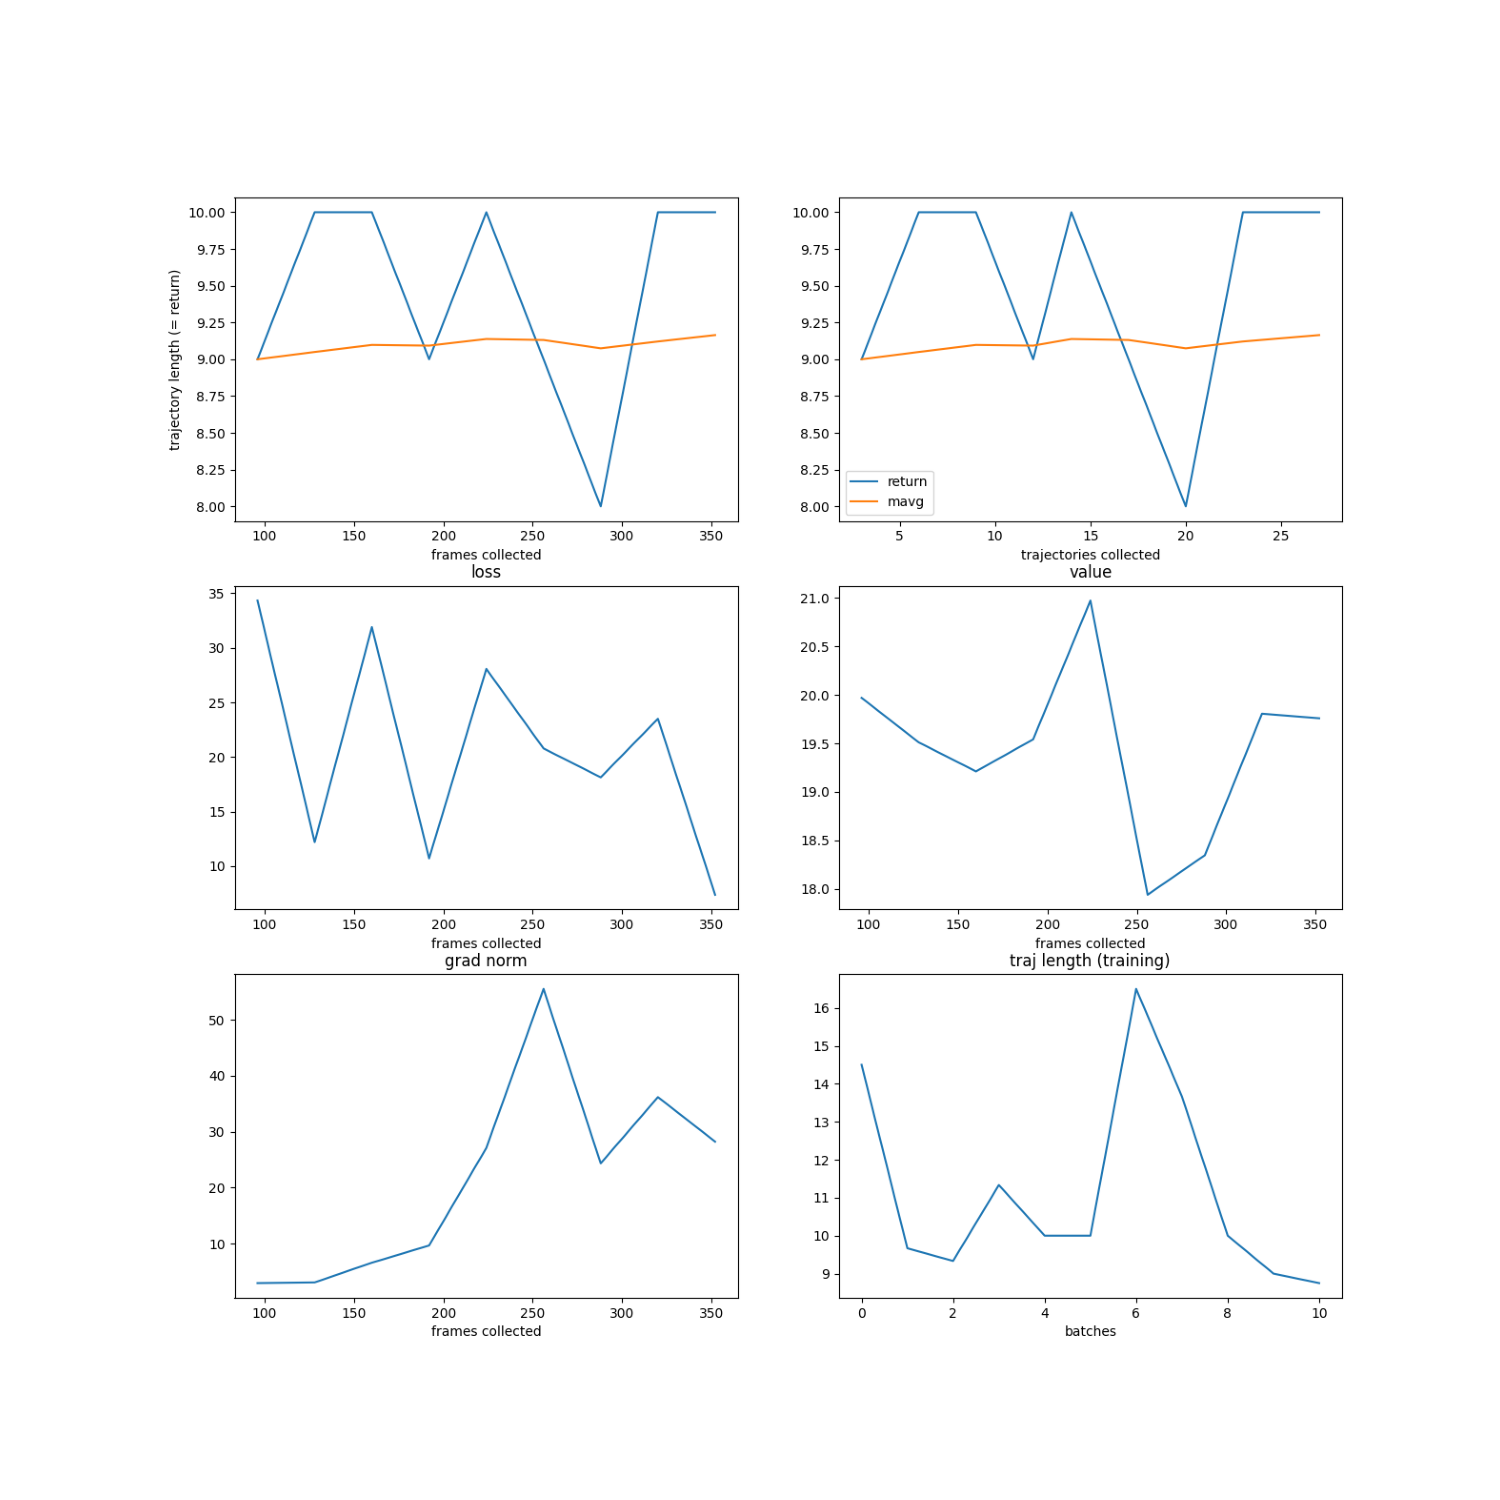 10.00
9.75
9.50
9.25
9.00
8.75
8.50
8.25
8.00
trajectory length (= return)
100 150 200 250 300 350
frames collected
10.00
9.75
9.50
9.25
9.00
8.75
8.50
8.25
8.00
return
mavg
5 10 15 20 25
trajectories collected
loss
35
30
25
20
15
10
100 150 200 250 300 350
frames collected
value
21.0
20.5
20.0
19.5
19.0
18.5
18.0
100 150 200 250 300 350
frames collected
grad norm
50
40
30
20
10
100 150 200 250 300 350
frames collected
traj length (training)
16
15
14
13
12
11
10
9
0 2 4 6 8 10
batches